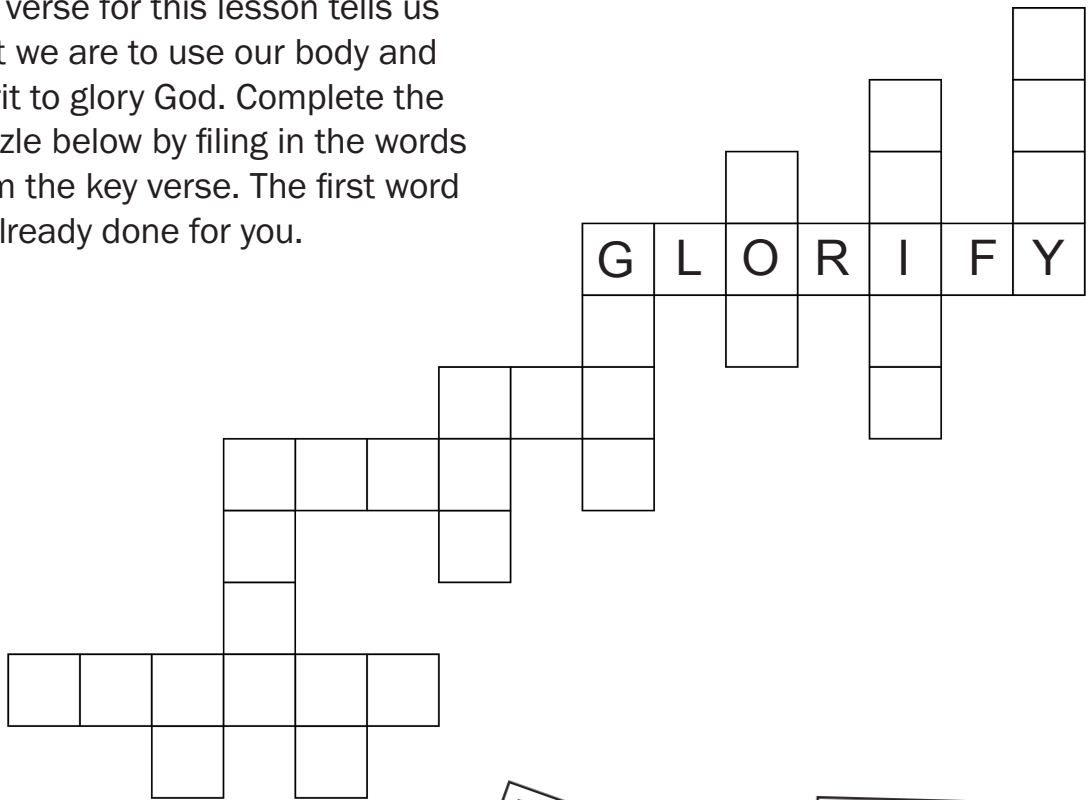 verse for this lesson tells us
t we are to use our body and
it to glory God. Complete the
zle below by filing in the words
m the key verse. The first word
lready done for you.
GLORIFY